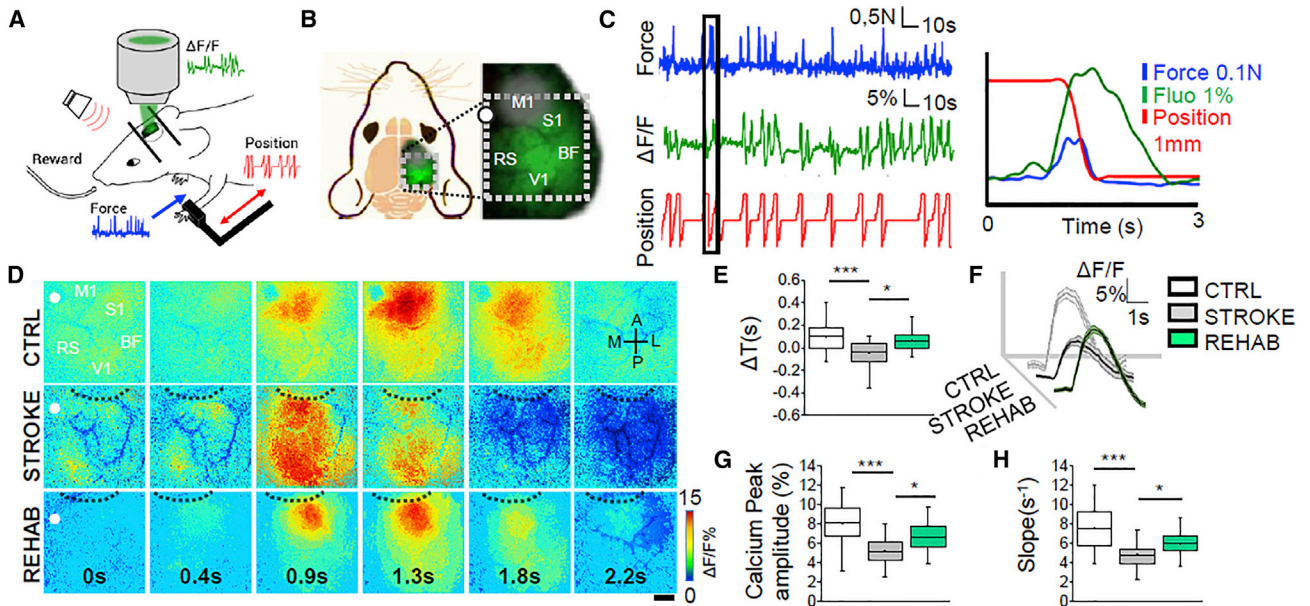 A
ΔF/F
Reward
Position
Force
B
M1
S1
RS
BF
V1
C
Force
0,5N
10s
ΔF/F
5%
10s
Position
Force 0.1N
Fluo 1%
Position
1mm
0
Time (s)
3
D
CTRL
M1
S1
RS
BF
V1
A
M
L
P
STROKE
REHAB
0s
0.4s
0.9s
1.3s
1.8s
2.2s
15
ΔF/F%
0
E
***
*
ΔT(s)
0.6
0.4
0.2
0.0
-0.2
-0.4
-0.6
F
ΔF/F
5%
1s
CTRL
STROKE
REHAB
CTRL
STROKE
REHAB
G
***
*
Calcium Peak
amplitude (%)
16
14
12
10
8
6
4
2
0
H
***
*
Slope(s-1)
16
14
12
10
8
6
4
2
0